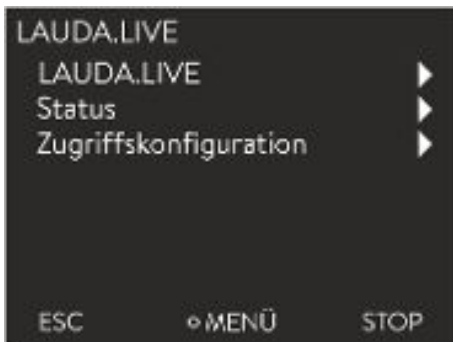 LAUDA.LIVE
LAUDA.LIVE
Status
Zugriffskonfiguration
ESC MENÜ STOP